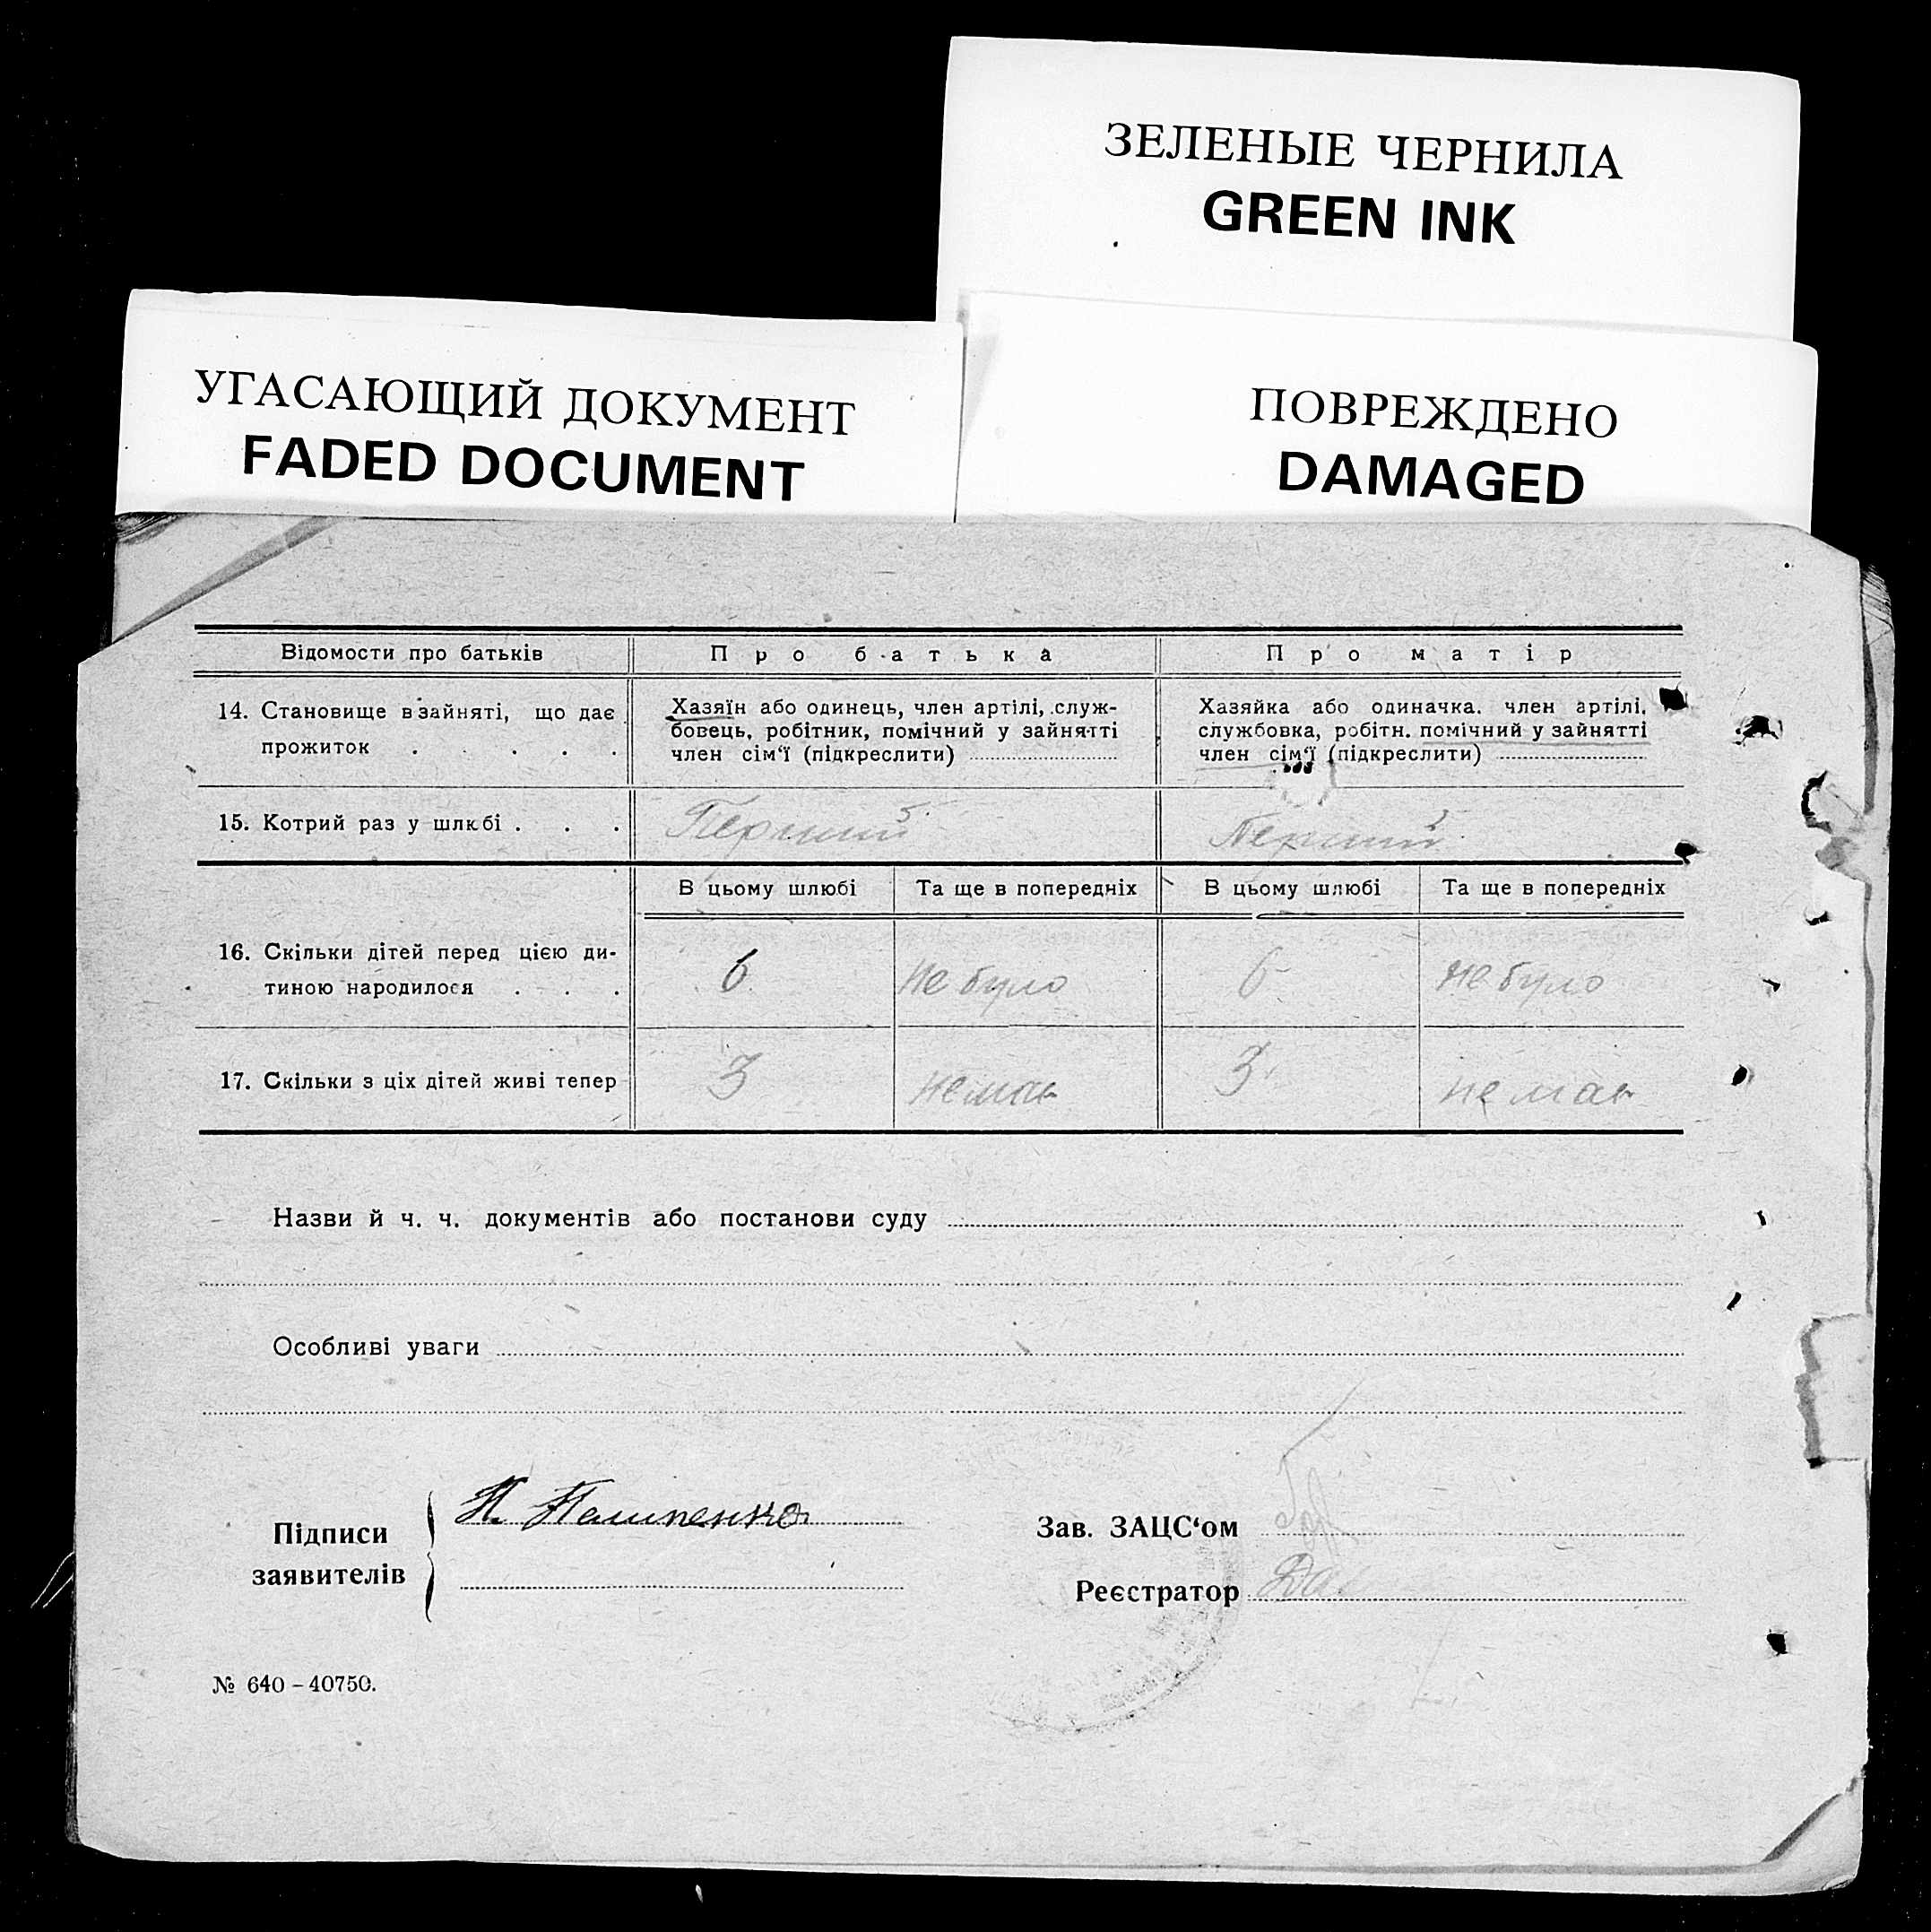 ЗЕЛЕНЫЕ ЧЕРНИЛА
GREEN INK
УГАСАЮЩИЙ ДОКУМЕНТ
FADED DOCUMENT
ПОВРЕЖДЕНО
DAMAGED
Відомости про батьків
Про батька
Про матір
14. Становище в зайняті, що дає
прожиток . . . .
Хазяїн або одинець, член артілі, служ-
бовець, робітник, помічний у зайнятті
член сім‘ї (підкреслити)
Хазяйка або одиначка. член артілі.
службовка, робітн. помічний у зайнятті
член сім‘ї (підкреслити)
15. Котрий раз у шлюбі . . .
Перший
Перший
В цьому шлюбі
Та ще в попередніх
В цьому шлюбі
Та ще в попередніх
16. Скільки дітей перед цією ди-
тиною народилося . . .
6
не було
6
не було
17. Скільки з ціх дітей живі тепер
3
немає
3
немає
Назви й ч. ч. документів або постанови суду
Особливі уваги
Підписи
заявителів
Зав. ЗАЦС‘ом
Реєстратор
№ 640 – 40750.